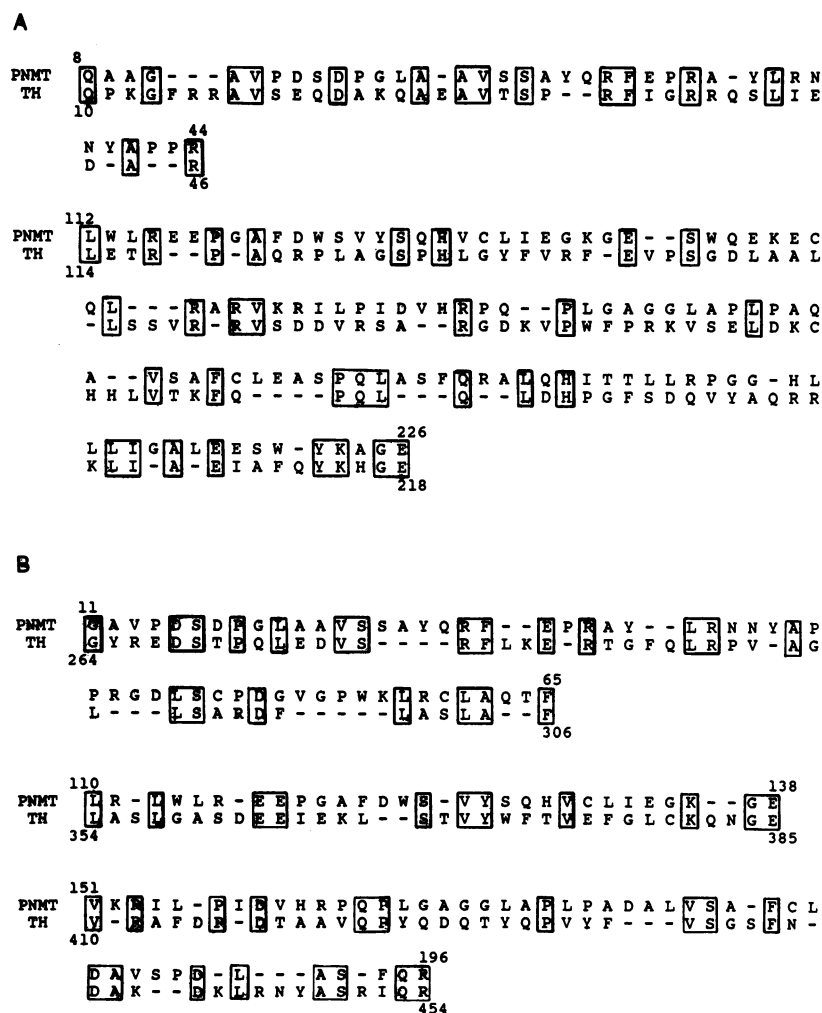 A
8
PNMT Q A A G - - - A V P D S D P G L A - A V S S A Y Q R F E P R A - Y L R N
TH Q P K G F R R A V S E Q D A K Q A E A V T S P - - R F I G R R Q S L I E
10
44
N Y A P P R
D - A - - R
46
112
PNMT L W L R E E P G A F D W S V Y S Q H V C L I E G K G E - - S W Q E K E C
TH L E T R - - P - A Q R P L A G S P H L G Y F V R F - E V P S G D L A A L
114
Q L - - - R A R V K R I L P I D V H R P Q - - P L G A G G L A P L P A Q
- L S S V R - R V S D D V R S A - - R G D K V P W F P R K V S E L D K C
A - - V S A F C L E A S P Q L A S F Q R A L Q H I T T L L R P G G - H L
H H L V T K F Q - - - - P Q L - - - Q - - L D H P G F S D Q V Y A Q R R
226
L L I G A L E E S W - Y K A G E
K L I - A - E I A F Q Y K H G E
218
B
11
PNMT G A V P D S D P G L A A V S S A Y Q R F - - E P R A Y - - L R N N Y A P
TH G Y R E D S T P Q L E D V S - - - - R F L K E - R T G F Q L R P V - A G
264
65
P R G D L S C P D G V G P W K L R C L A Q T F
L - - - L S A R D F - - - - - L A S L A - - F
306
110
138
PNMT L R - L W L R - E E P G A F D W S - V Y S Q H V C L I E G K - - G E
TH L A S L G A S D E E I E K L - - S T V Y W F T V E F G L C K Q N G E
354
385
151
PNMT V K R I L - P I D V H R P Q P L G A G G L A P L P A D A L V S - A - F C L
TH V - R A F D R - D T A A V Q P Y Q D Q T Y Q P V Y F - - - V S G S F N -
410
196
D A V S P D - L - - - A S - F Q R
D A K - - D K L R N Y A S R I Q R
454